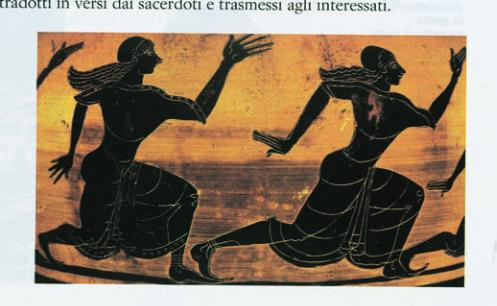 tradotti in versi dai sacerdoti e trasmessi agli interessati.